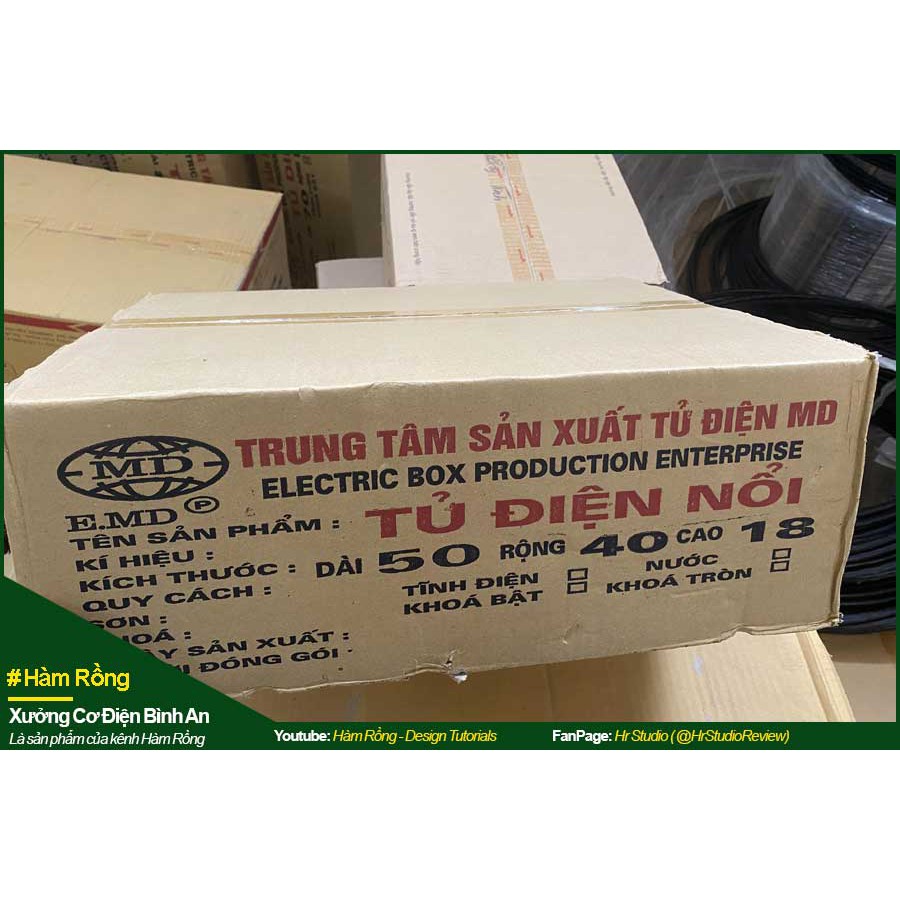 TRUNG TÂM SẢN XUẤT TỦ ĐIỆN MD
ELECTRIC BOX PRODUCTION ENTERPRISE
MD
E.MD P
TÊN SẢN PHẨM : TỦ ĐIỆN NỔI
KÍ HIỆU :
KÍCH THƯỚC : DÀI 50 RỘNG 40 CAO 18
QUY CÁCH :
SƠN : TĨNH ĐIỆN NƯỚC
KHOÁ : KHOÁ BẬT KHOÁ TRÒN
SẢN XUẤT :
ĐÓNG GÓI :
#Hàm Rồng
Xưởng Cơ Điện Bình An
Là sản phẩm của kênh Hàm Rồng
Youtube: Hàm Rồng - Design Tutorials
FanPage: Hr Studio ( @HrStudioReview)